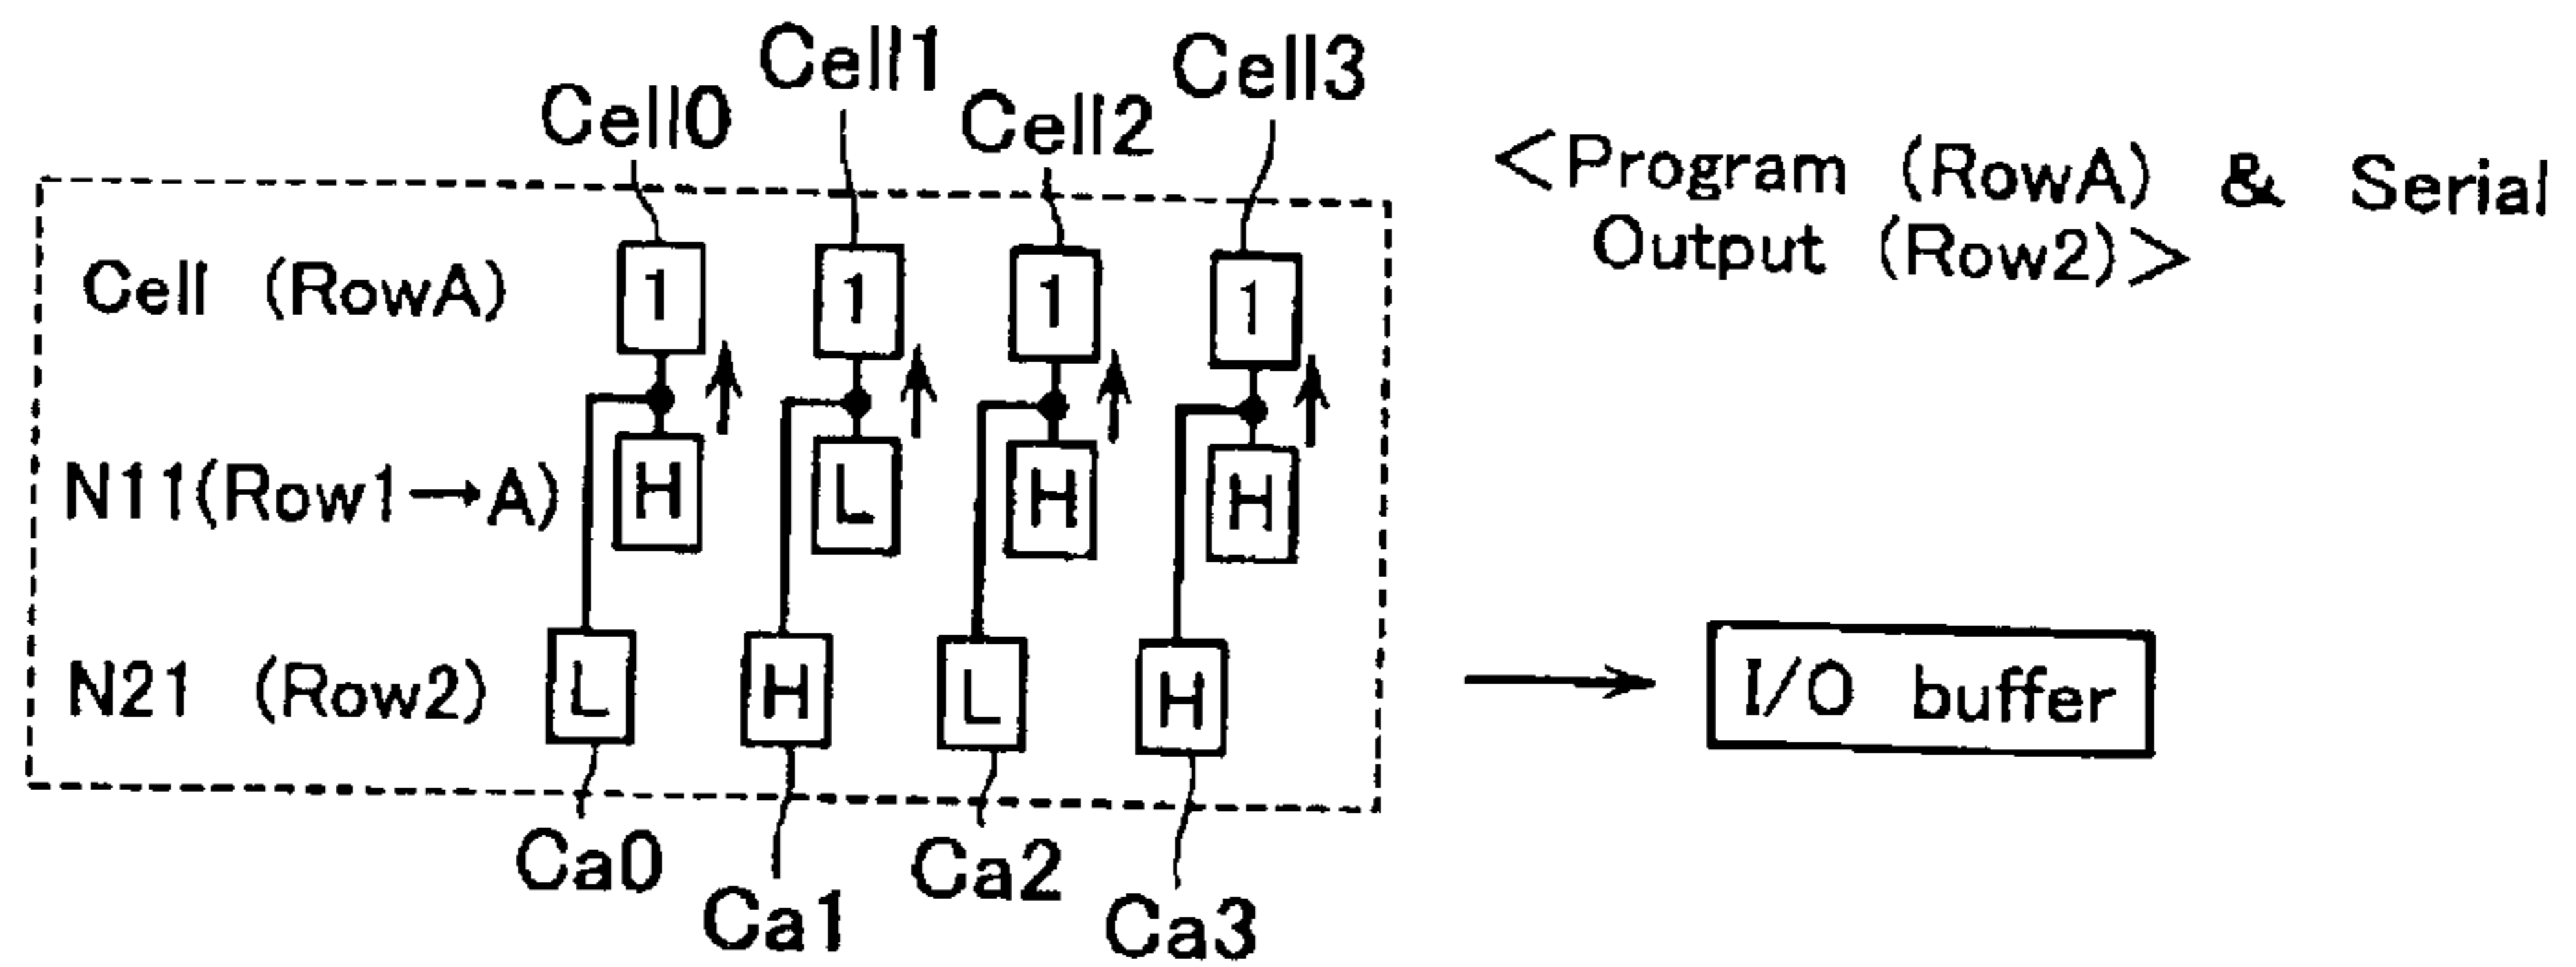 Cell0 Cell1 Cell2 Cell3
<Program (RowA) & Serial
Output (Row2)>
Cell (RowA) 1 1 1 1
N11(Row1→A) H L H H
N21 (Row2) L H L H
I/O buffer
Ca0 Ca1 Ca2 Ca3